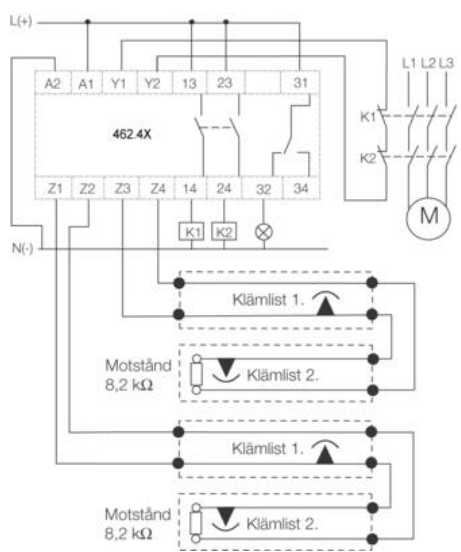 L(+)
A2 A1 Y1 Y2 13 23 31
L1 L2 L3
462.4X
K1
K2
Z1 Z2 Z3 Z4 14 24 32 34
K1 K2
M
N(-)
Klämlist 1.
Motstånd
8,2 kΩ
Klämlist 2.
Klämlist 1.
Motstånd
8,2 kΩ
Klämlist 2.